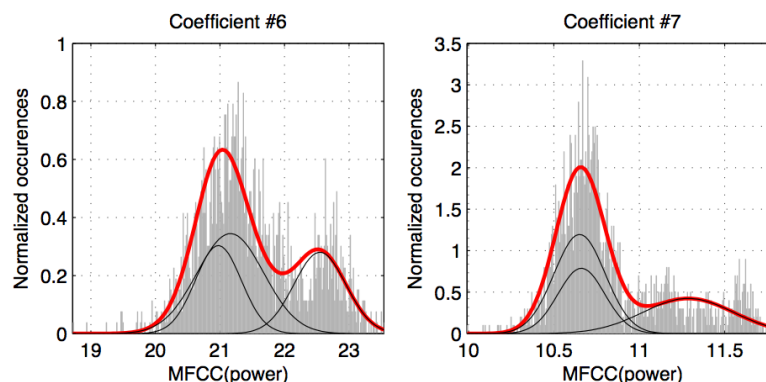 Coefficient #6
Normalized occurences
1
0.8
0.6
0.4
0.2
0
19 20 21 22 23
MFCC(power)
Coefficient #7
Normalized occurences
3.5
3
2.5
2
1.5
1
0.5
0
10 10.5 11 11.5
MFCC(power)